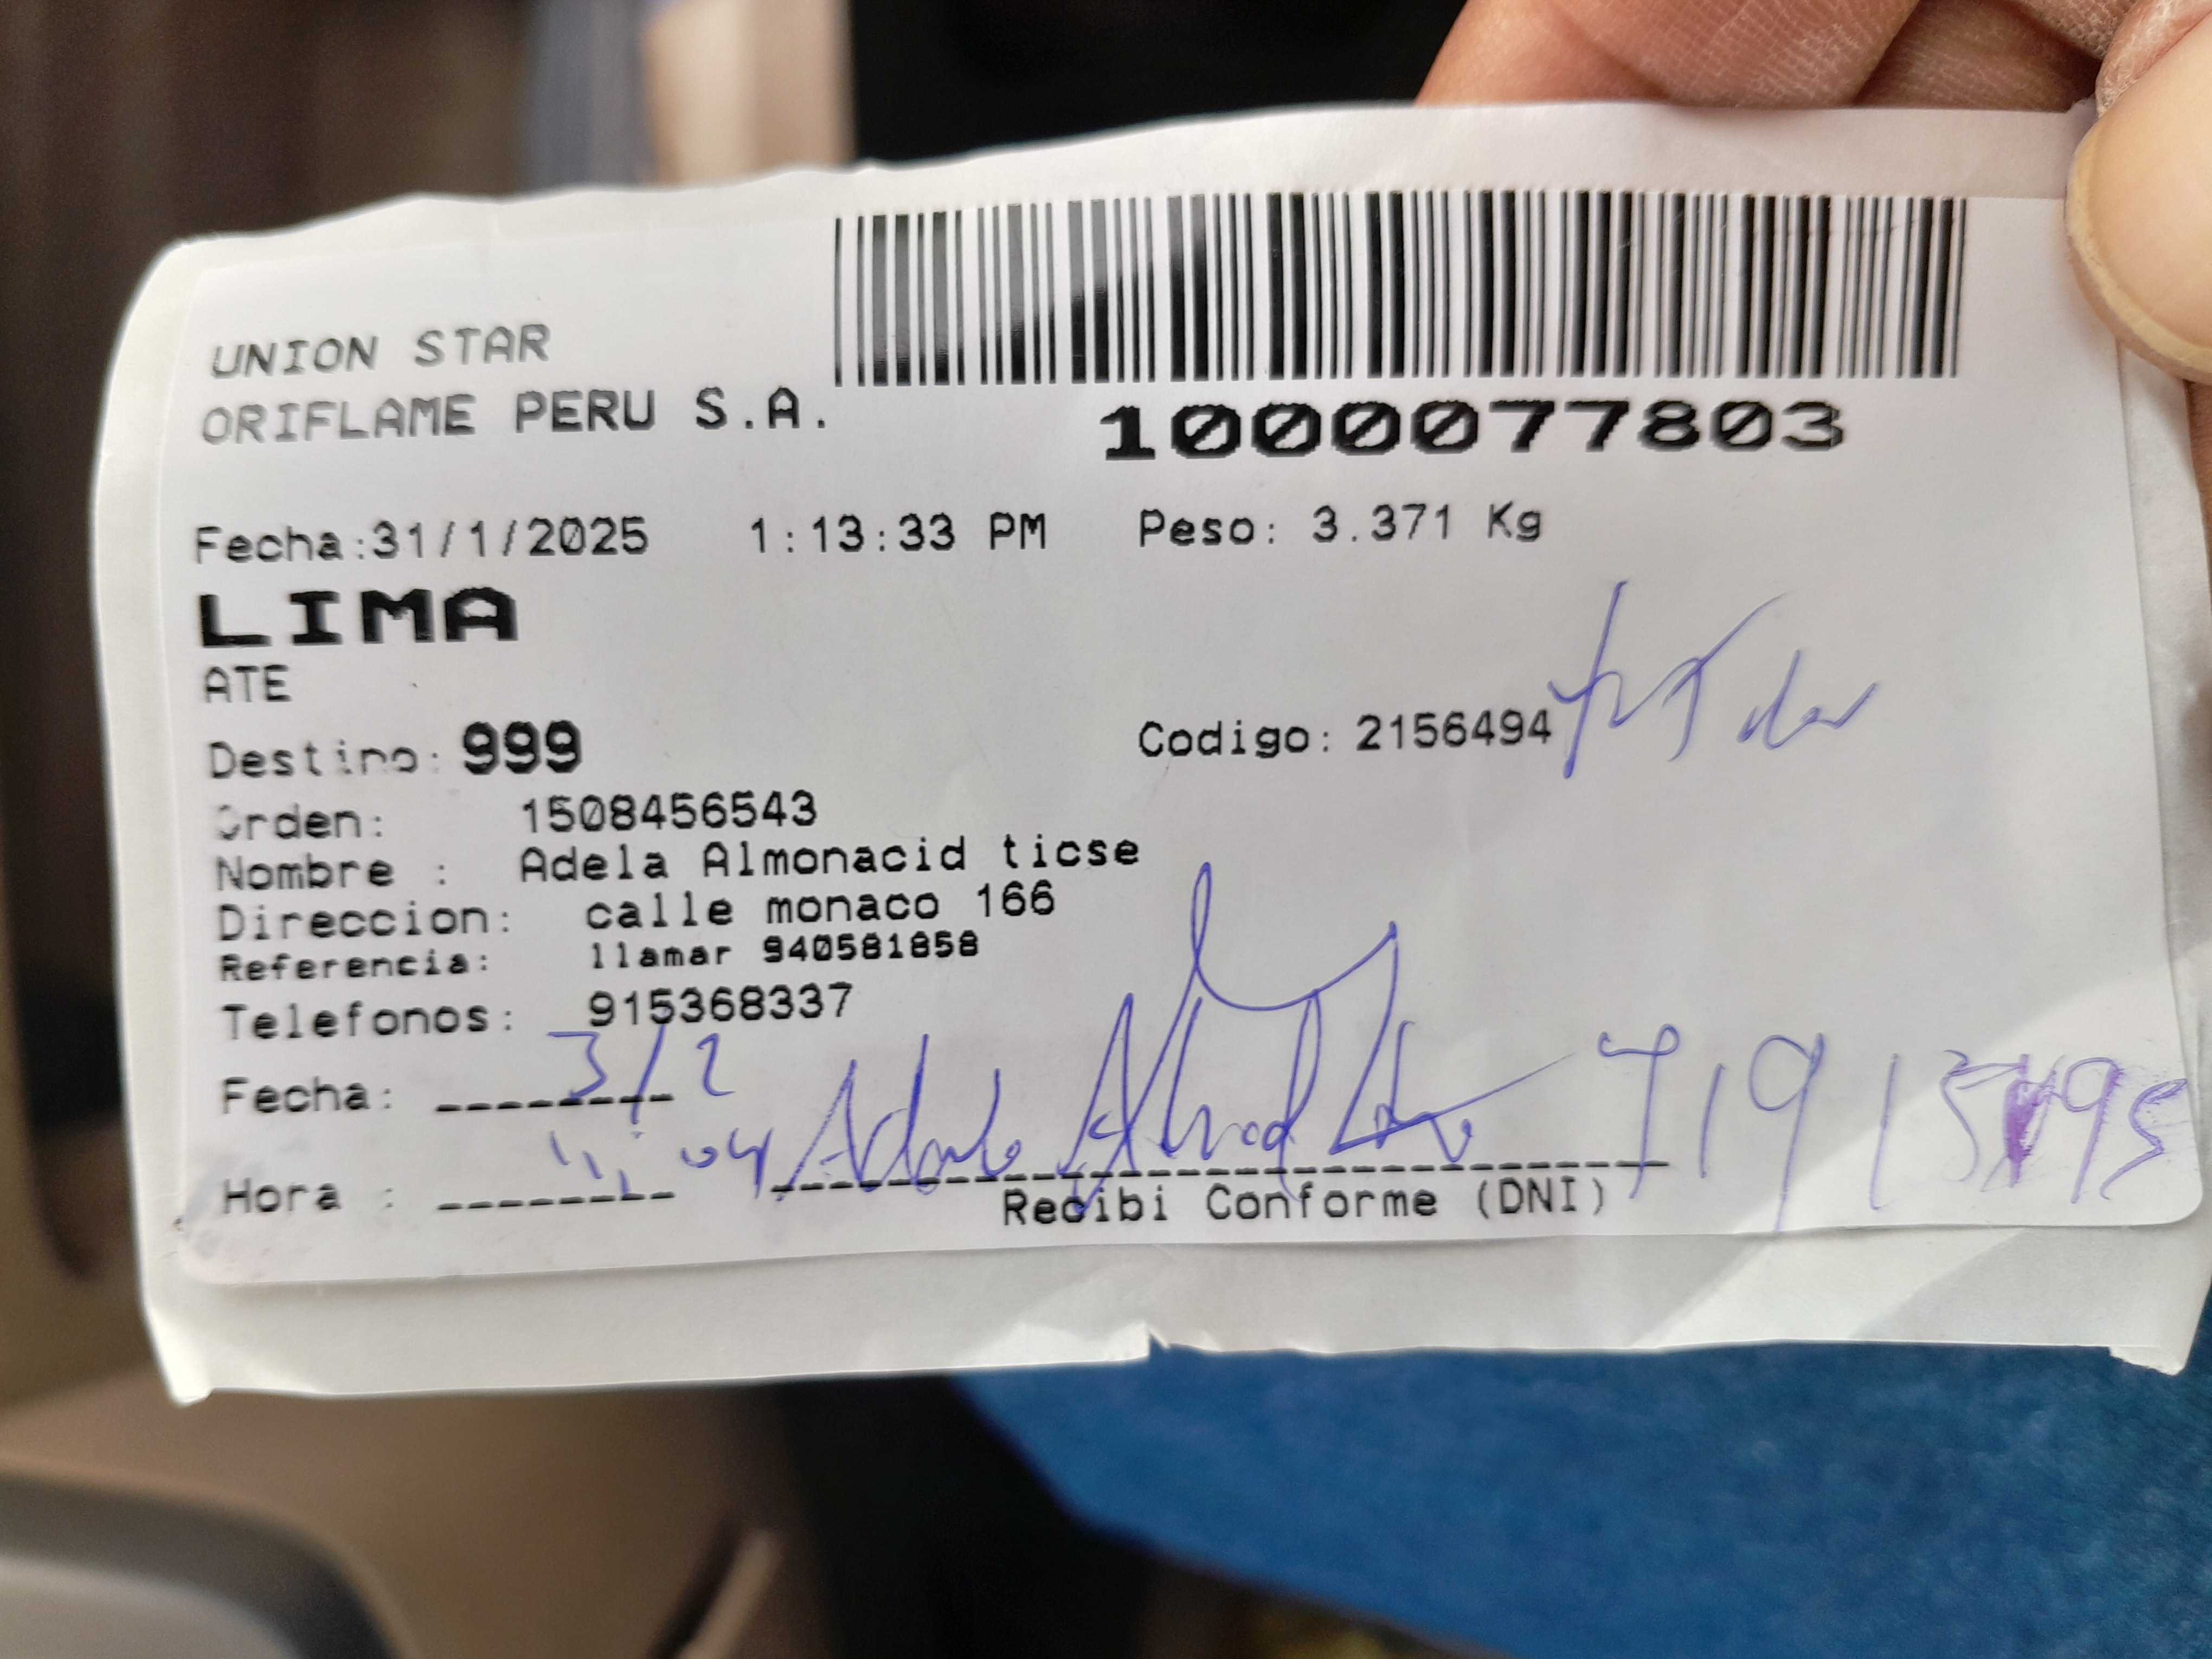 UNION STAR
ORIFLAME PERU S.A.
1000077803
Fecha:31/1/2025 1:13:33 PM Peso: 3.371 Kg
LIMA
ATE
Destino: 999 Codigo: 2156494
Orden: 1508456543
Nombre : Adela Almonacid ticse
Direccion: calle monaco 166
Referencia: llamar 940581858
Telefonos: 915368337
Fecha: 3/2
Hora : 11:04
Recibi Conforme (DNI)